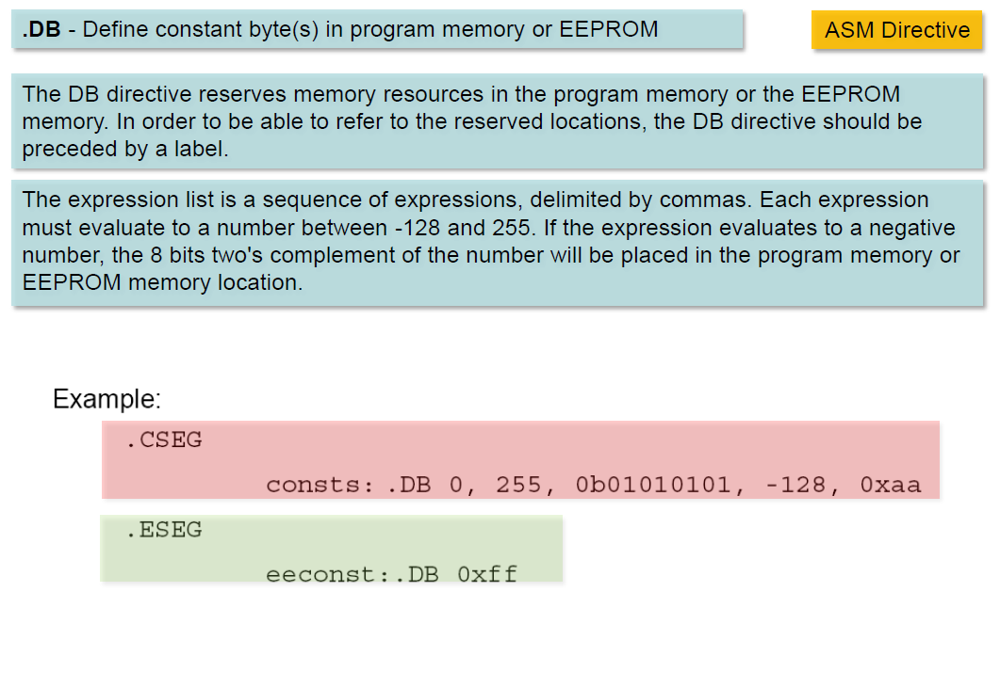 .DB - Define constant byte(s) in program memory or EEPROM
ASM Directive
The DB directive reserves memory resources in the program memory or the EEPROM
memory. In order to be able to refer to the reserved locations, the DB directive should be
preceded by a label.
The expression list is a sequence of expressions, delimited by commas. Each expression
must evaluate to a number between -128 and 255. If the expression evaluates to a negative
number, the 8 bits two's complement of the number will be placed in the program memory or
EEPROM memory location.
Example:
.CSEG
consts: .DB 0, 255, 0b01010101, -128, 0xaa
.ESEG
eeconst:.DB 0xff